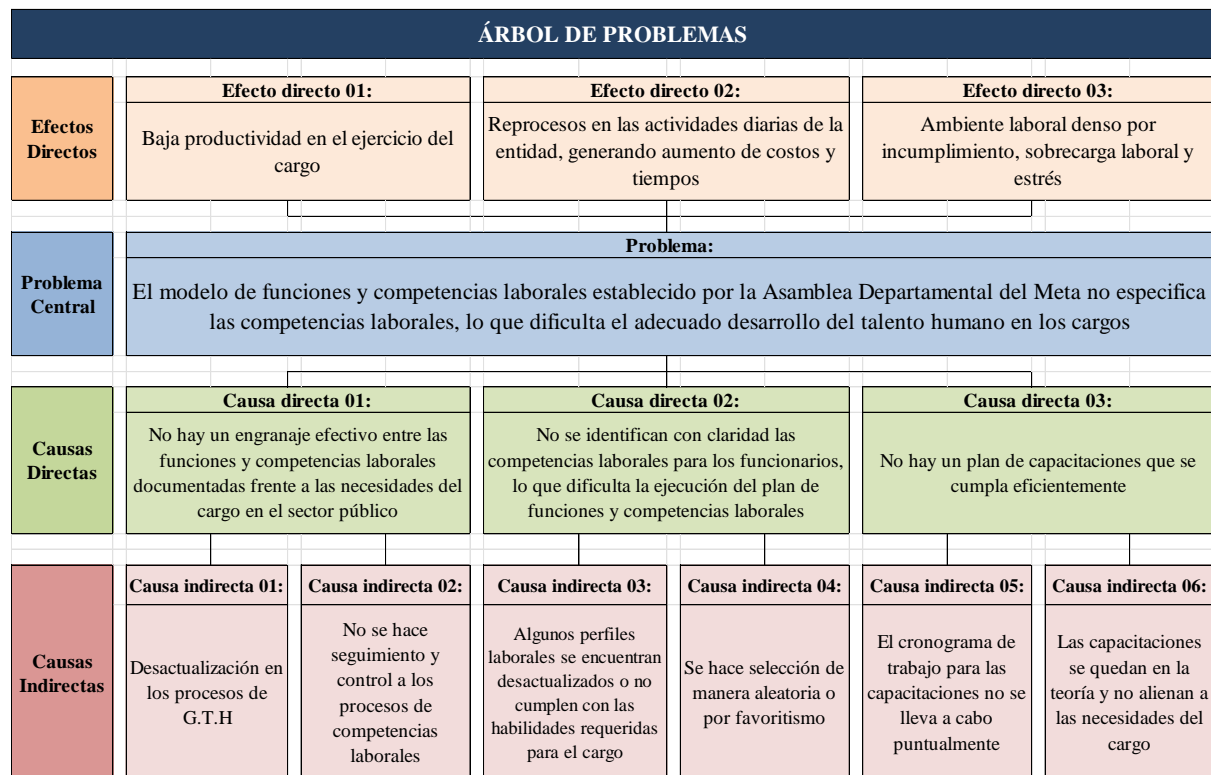 ÁRBOL DE PROBLEMAS
Efectos
Directos
Efecto directo 01:
Baja productividad en el ejercicio del
cargo
Efecto directo 02:
Reprocesos en las actividades diarias de la
entidad, generando aumento de costos y
tiempos
Efecto directo 03:
Ambiente laboral denso por
incumplimiento, sobrecarga laboral y
estrés
Problema
Central
Problema:
El modelo de funciones y competencias laborales establecido por la Asamblea Departamental del Meta no especifica
las competencias laborales, lo que dificulta el adecuado desarrollo del talento humano en los cargos
Causas
Directas
Causa directa 01:
No hay un engranaje efectivo entre las
funciones y competencias laborales
documentadas frente a las necesidades del
cargo en el sector público
Causa directa 02:
No se identifican con claridad las
competencias laborales para los funcionarios,
lo que dificulta la ejecución del plan de
funciones y competencias laborales
Causa directa 03:
No hay un plan de capacitaciones que se
cumpla eficientemente
Causas
Indirectas
Causa indirecta 01:
Desactualización en
los procesos de
G.T.H
Causa indirecta 02:
No se hace
seguimiento y
control a los
procesos de
competencias
laborales
Causa indirecta 03:
Algunos perfiles
laborales se encuentran
desactualizados o no
cumplen con las
habilidades requeridas
para el cargo
Causa indirecta 04:
Se hace selección de
manera aleatoria o
por favoritismo
Causa indirecta 05:
El cronograma de
trabajo para las
capacitaciones no se
lleva a cabo
puntualmente
Causa indirecta 06:
Las capacitaciones
se quedan en la
teoría y no alienan a
las necesidades del
cargo